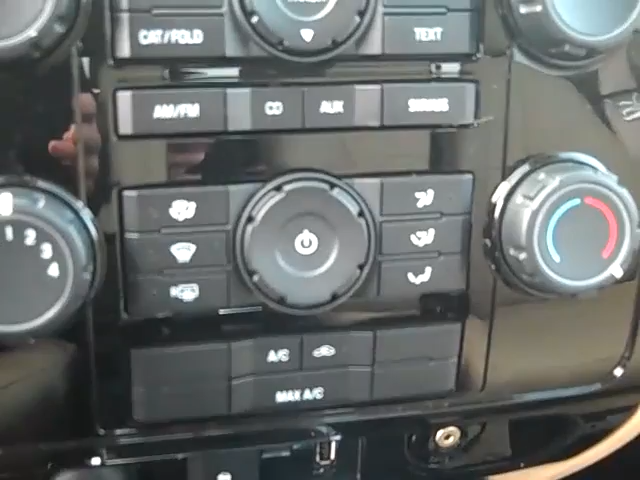 CAT/FOLD
TEXT
AM/FM
CD
AUX
SIRIUS
1
2
3
4
A/C
MAX A/C